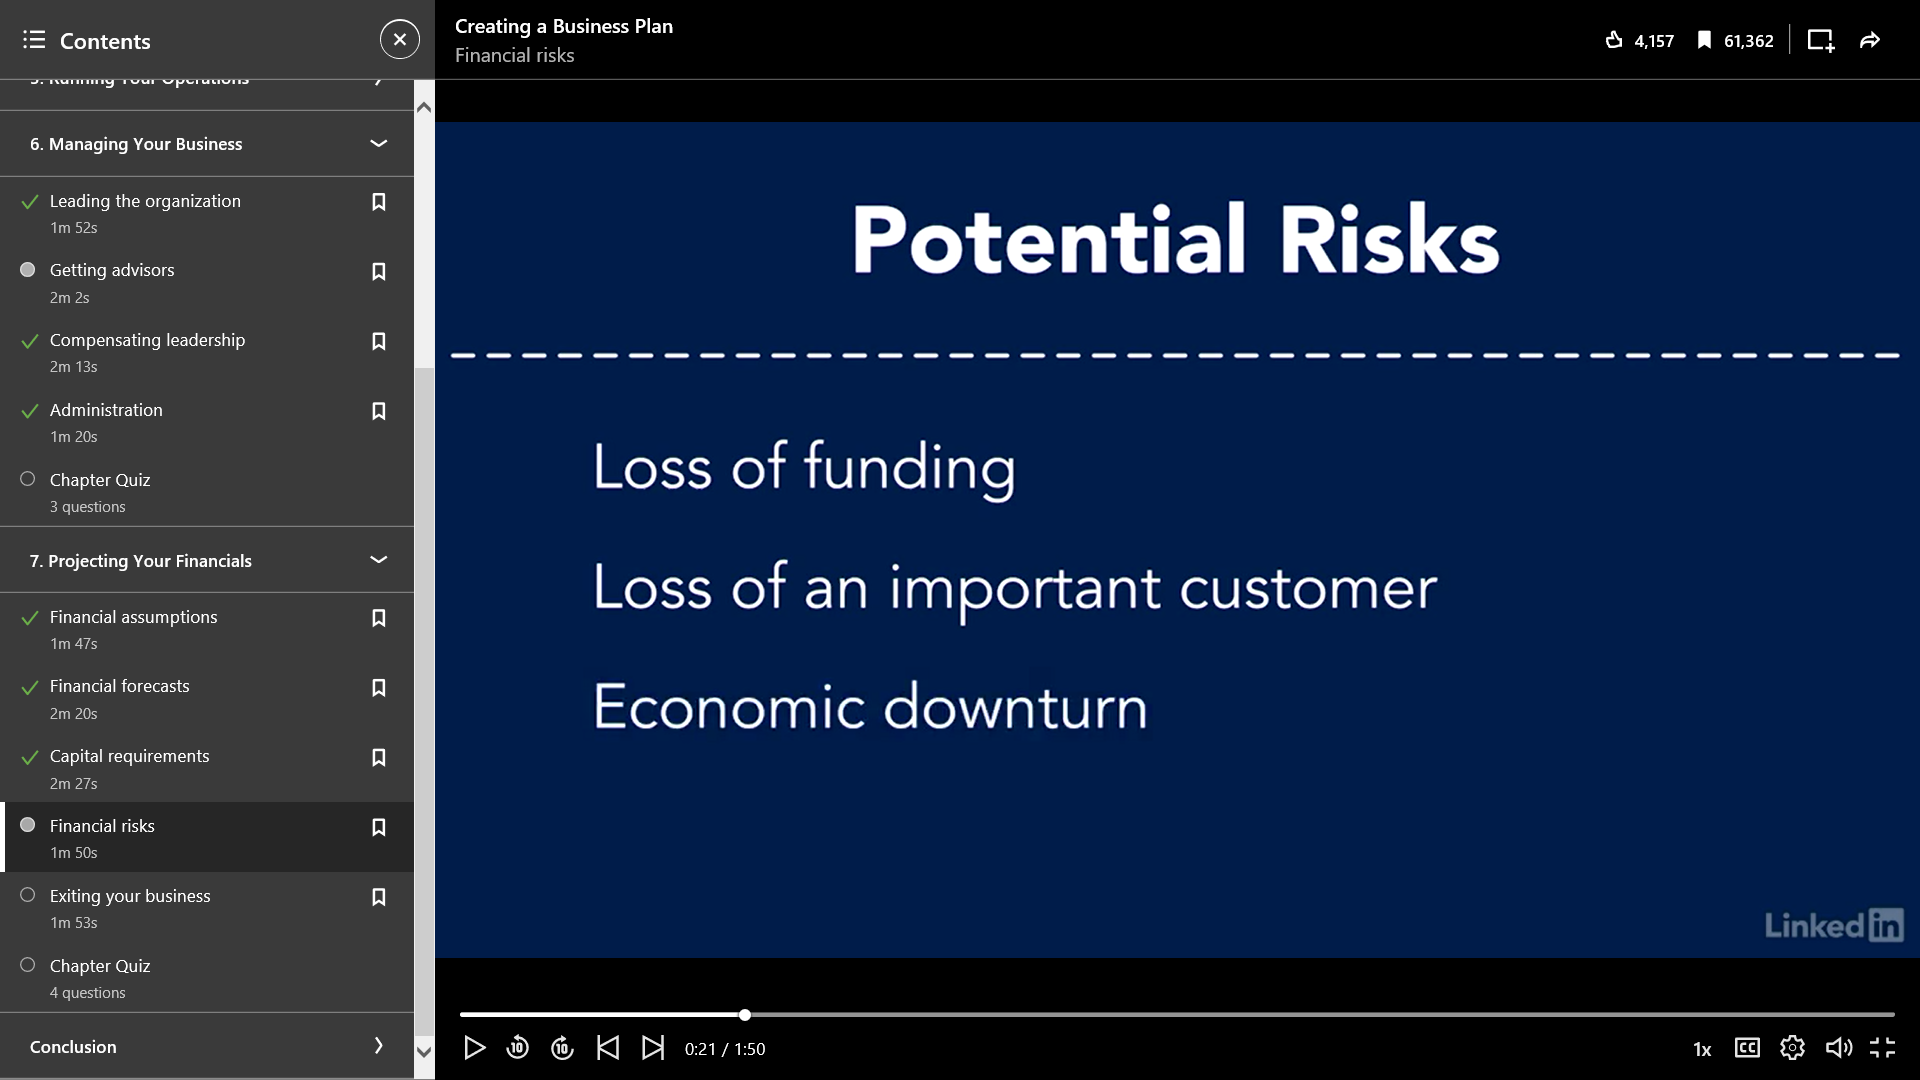 Contents
5. Running Your Operations
6. Managing Your Business
Leading the organization
1m 52s
Getting advisors
2m 2s
Compensating leadership
2m 13s
Administration
1m 20s
Chapter Quiz
3 questions
7. Projecting Your Financials
Financial assumptions
1m 47s
Financial forecasts
2m 20s
Capital requirements
2m 27s
Financial risks
1m 50s
Exiting your business
1m 53s
Chapter Quiz
4 questions
Conclusion
Creating a Business Plan
Financial risks
4,157 61,362
Potential Risks
Loss of funding
Loss of an important customer
Economic downturn
Linked in
10 10 0:21 / 1:50 1x CC